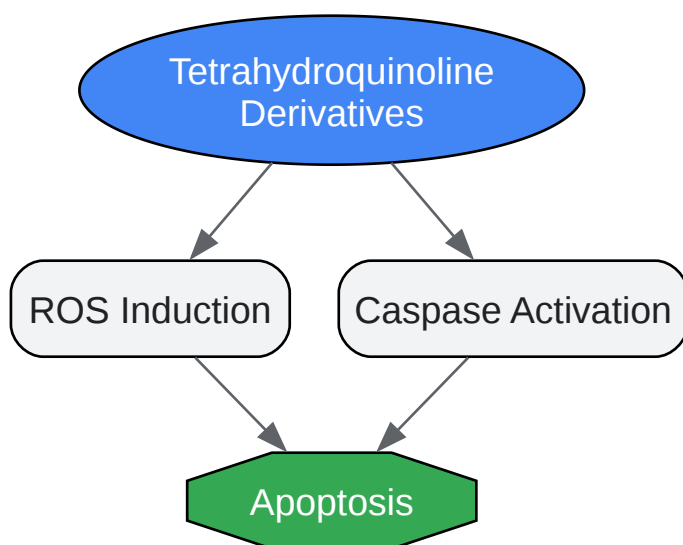 Tetrahydroquinoline
Derivatives
ROS Induction
Caspase Activation
Apoptosis